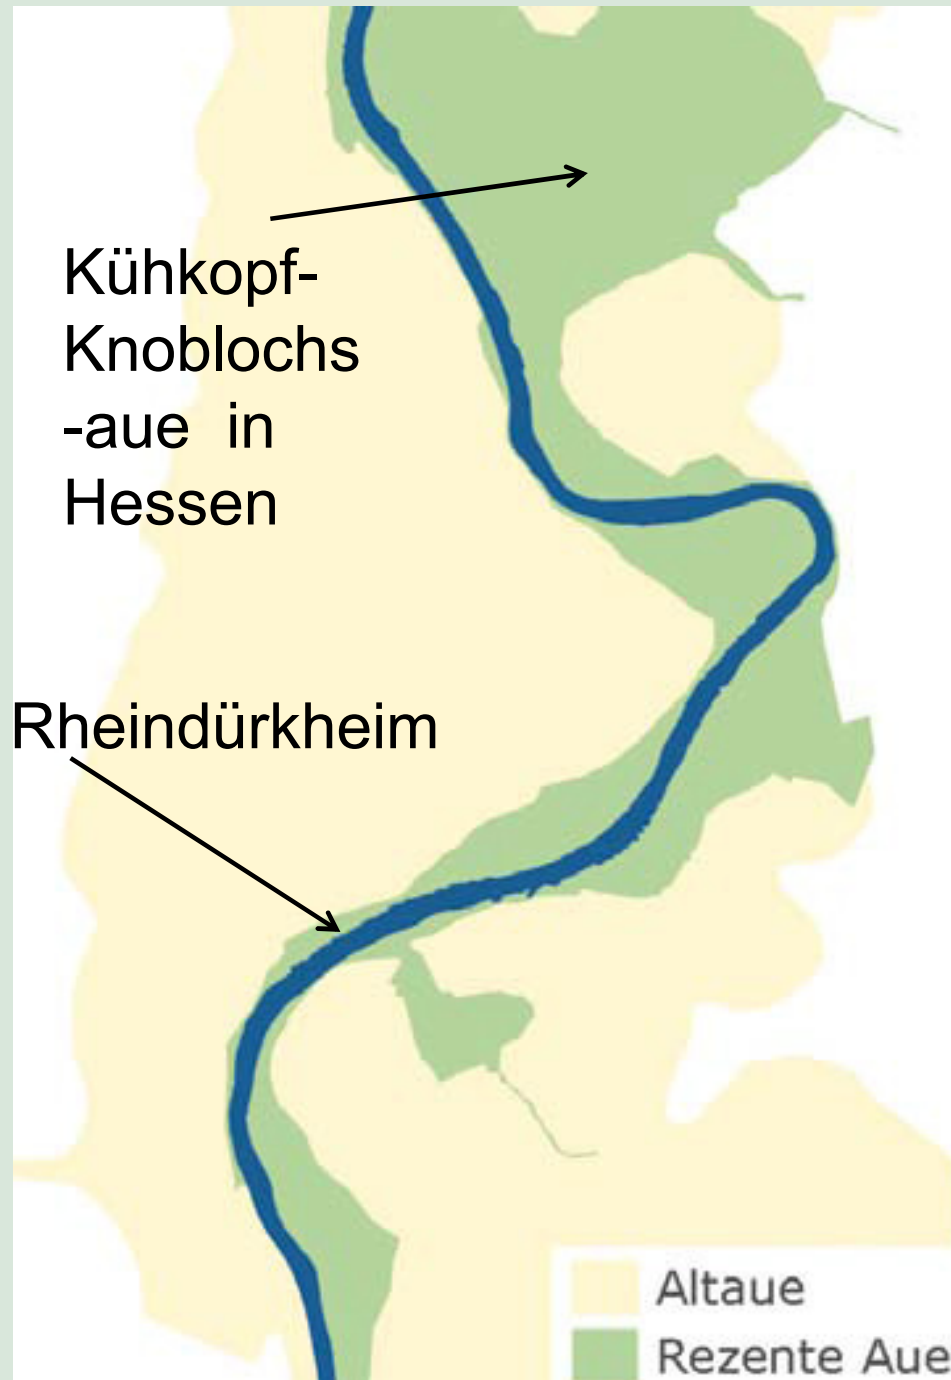 Kühkopf-
Knoblochs
-aue in
Hessen
Rheindürkheim
Altaue
Rezente Aue